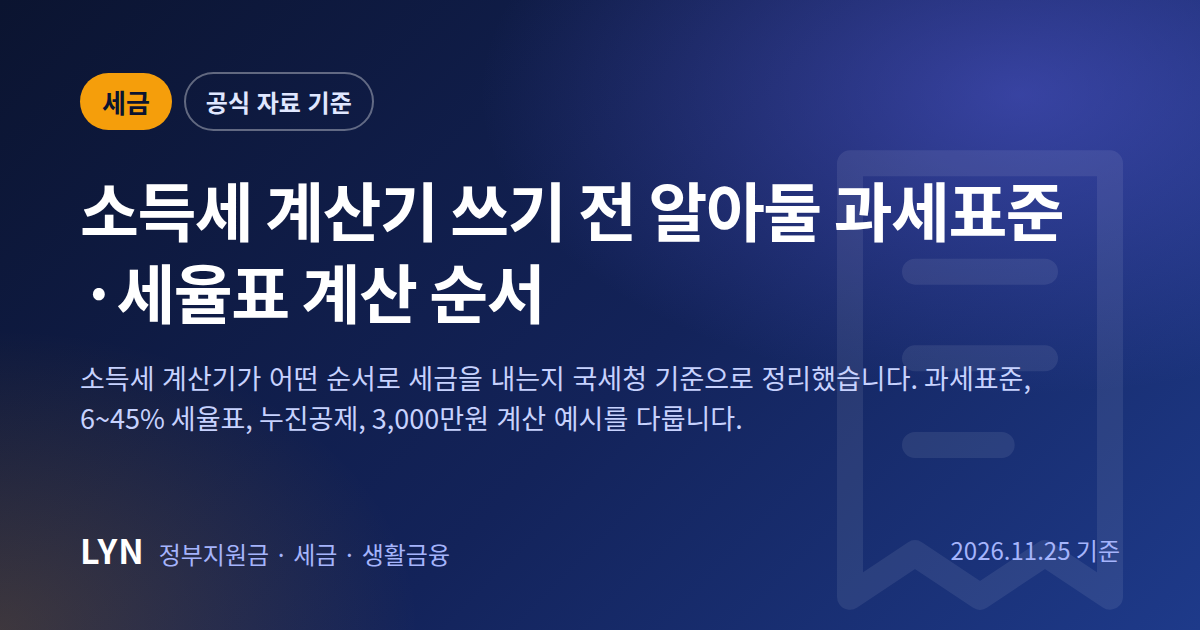 세금
공식 자료 기준
소득세 계산기 쓰기 전 알아둘 과세표준
· 세율표 계산 순서
소득세 계산기가 어떤 순서로 세금을 내는지 국세청 기준으로 정리했습니다. 과세표준,
6~45% 세율표, 누진공제, 3,000만원 계산 예시를 다룹니다.
LYN 정부지원금 · 세금 · 생활금융
2026.11.25 기준